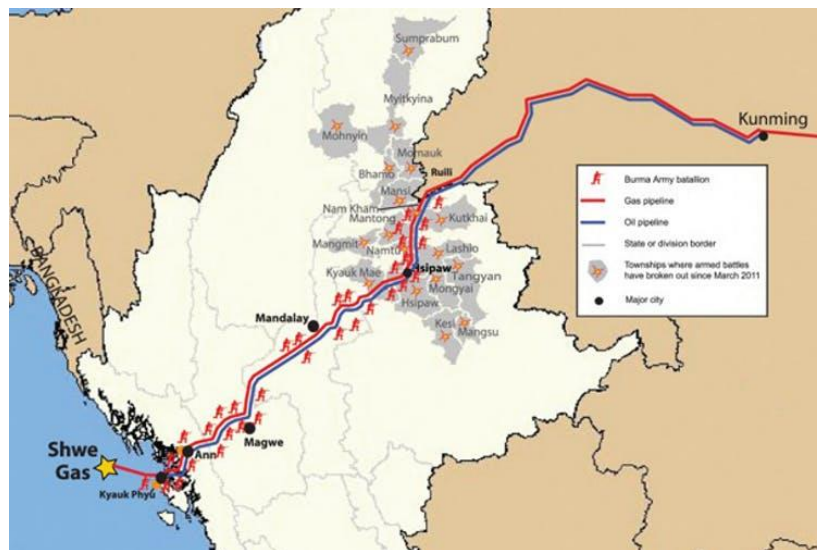 Sumprabum
Myitkyina
Mohnyin
Momauk
Bhamo
Ruili
Mansi
Nam Kham
Mantong
Kutkhai
Mangmit
Namtu
Lashio
Kyauk Mae
Hsipaw
Tangyan
Mongyai
Hsipaw
Kesi
Mangsu
Mandalay
Magwe
Ann
Shwe
Gas
Kyauk Phyu
BANGKADESH
Kunming
Burma Army batallion
Gas pipeline
Oil pipeline
State or division border
Townships where armed battles
have broken out since March 2011
Major city